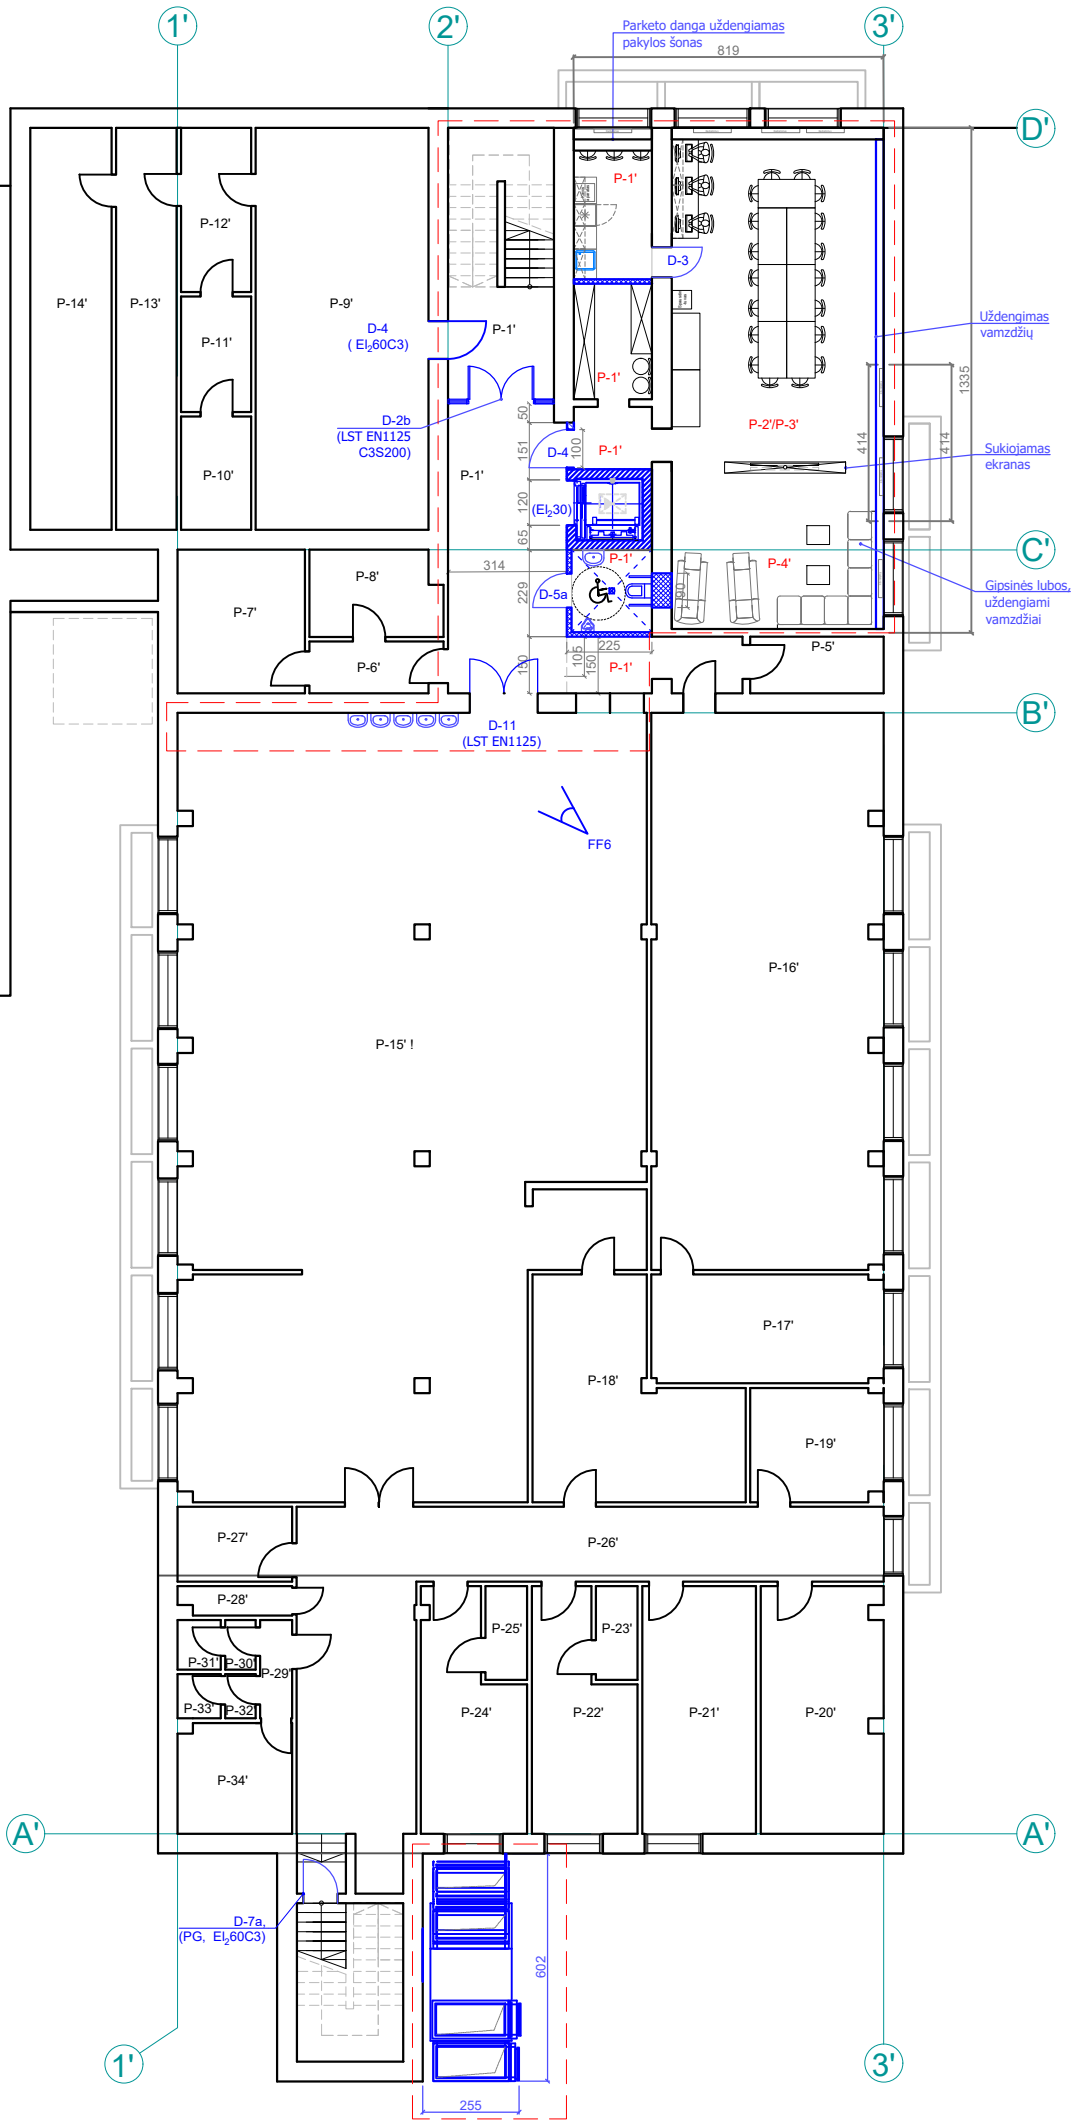 1'
2'
3'
Parketo danga uždengiamas
pakylos šonas
819
D'
P-1'
P-12'
D-3
P-14'
P-13'
P-9'
P-11'
D-4
( EI₂60C3)
P-1'
Uždengimas
vamzdžių
1335
P-1'
D-2b
(LST EN1125
C3S200)
50
P-2'/P-3'
414
414
151
100
D-4
P-1'
Sukiojamas
ekranas
P-10'
P-1'
120
(EI₂30)
65
C'
314
P-1'
P-4'
P-8'
229
D-5a
90
Gipsinės lubos,
uždengiami
vamzdžiai
P-7'
P-6'
225
P-5'
150
105
150
P-1'
B'
D-11
(LST EN1125)
FF6
P-16'
P-15' !
P-17'
P-18'
P-19'
P-27'
P-26'
P-28'
P-25'
P-23'
P-31'
P-30'
P-29'
P-33'
P-32'
P-24'
P-22'
P-21'
P-20'
P-34'
A'
A'
D-7a,
(PG, EI₂60C3)
602
1'
3'
255